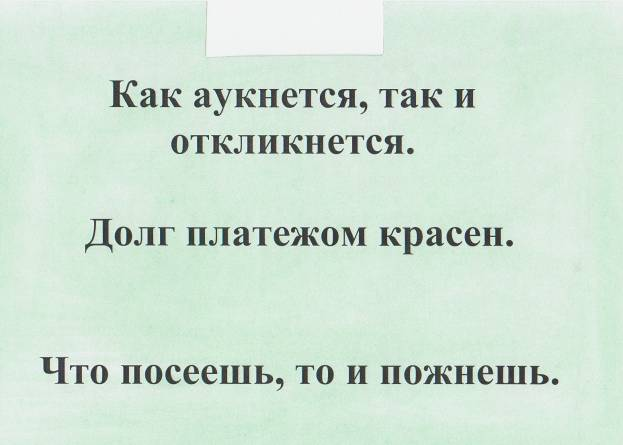 Как аукнется, так и
откликнется.
Долг платежом красен.
Что посеешь, то и пожнешь.